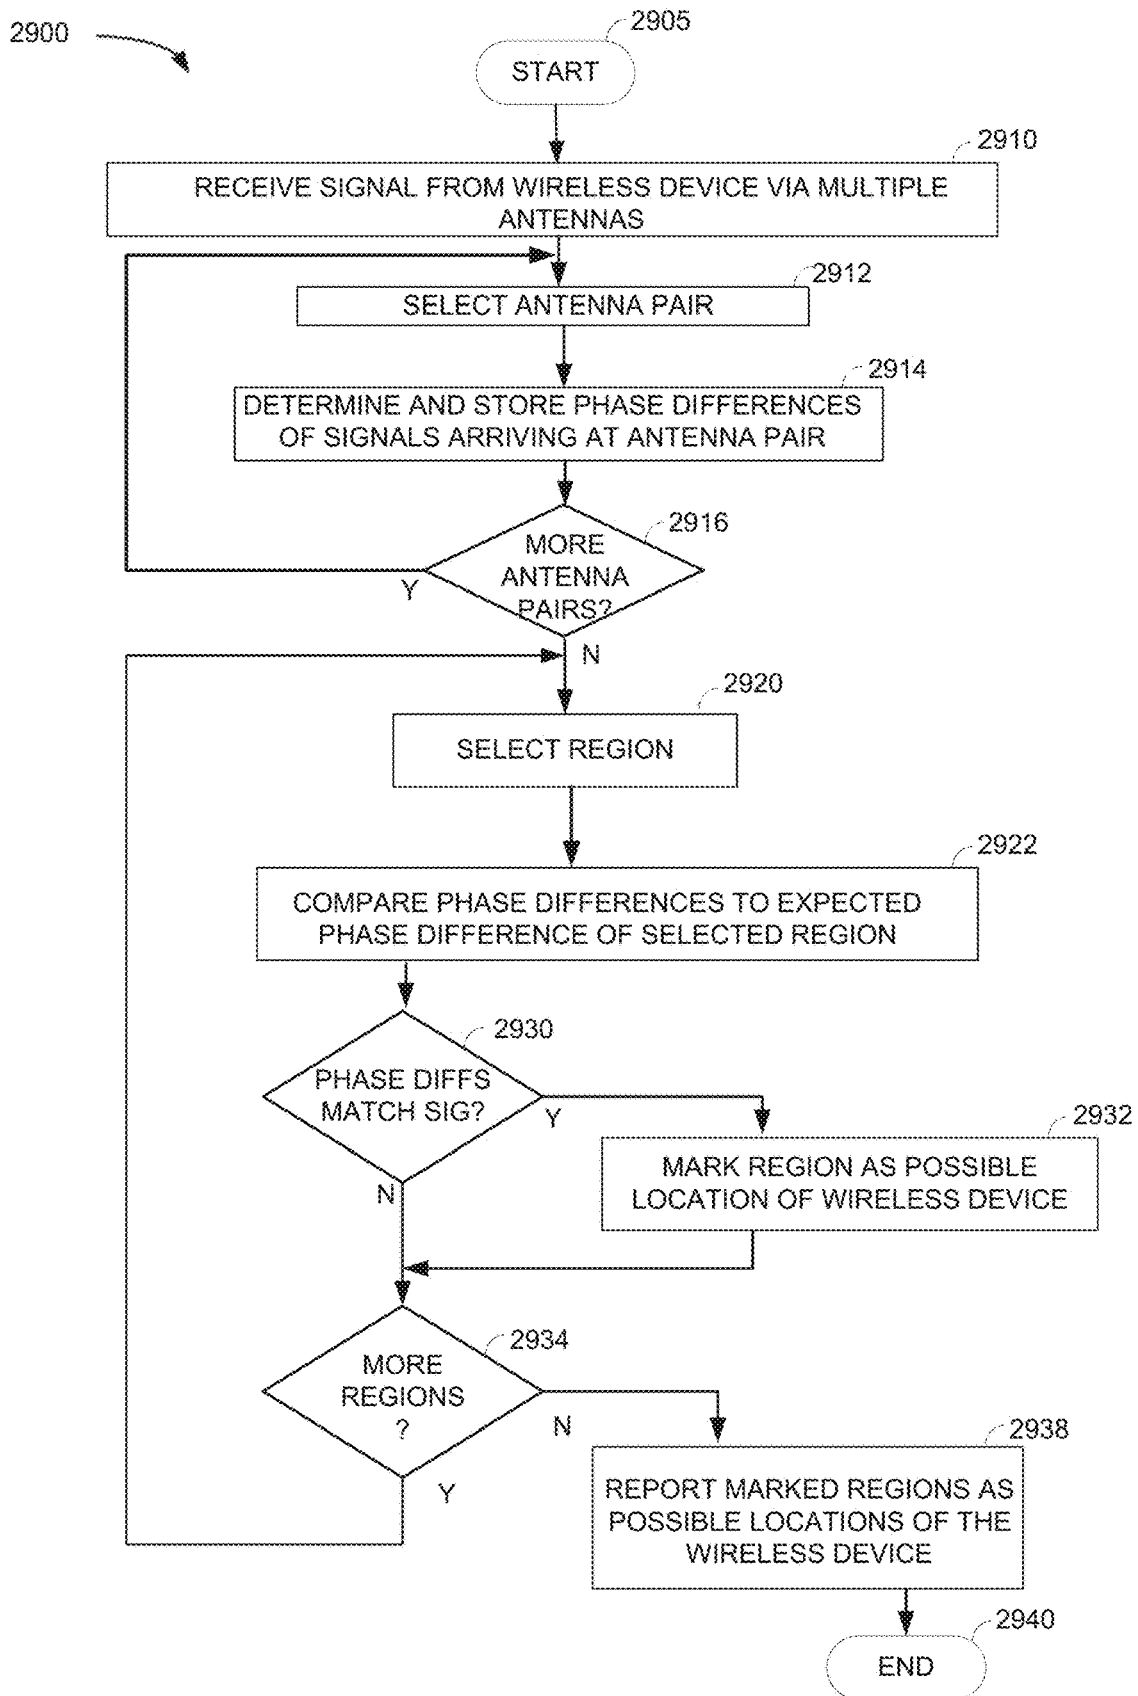 2900
2905
START
2910
RECEIVE SIGNAL FROM WIRELESS DEVICE VIA MULTIPLE
ANTENNAS
2912
SELECT ANTENNA PAIR
2914
DETERMINE AND STORE PHASE DIFFERENCES
OF SIGNALS ARRIVING AT ANTENNA PAIR
2916
MORE
ANTENNA
PAIRS?
Y
N
2920
SELECT REGION
2922
COMPARE PHASE DIFFERENCES TO EXPECTED
PHASE DIFFERENCE OF SELECTED REGION
2930
PHASE DIFFS
MATCH SIG?
Y
N
2932
MARK REGION AS POSSIBLE
LOCATION OF WIRELESS DEVICE
2934
MORE
REGIONS
?
N
Y
2938
REPORT MARKED REGIONS AS
POSSIBLE LOCATIONS OF THE
WIRELESS DEVICE
2940
END